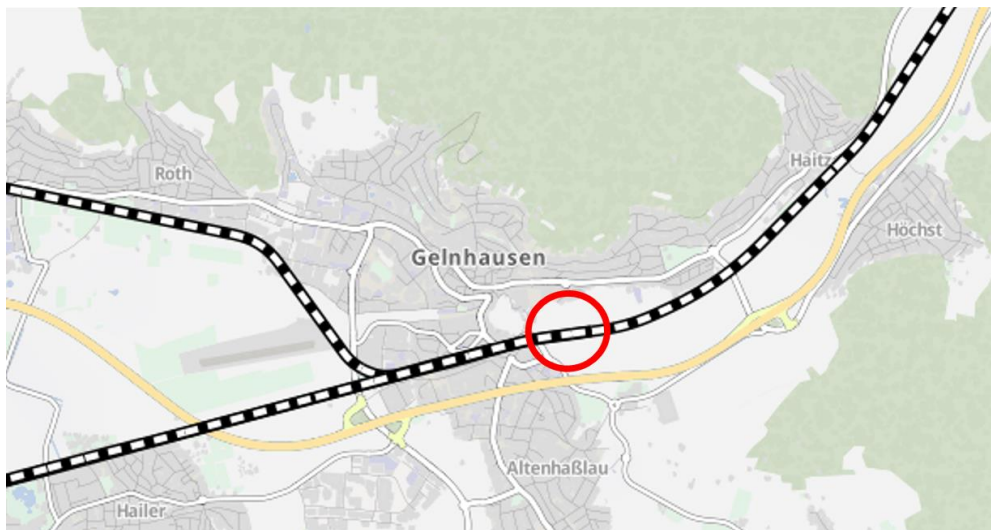 Roth
Haitz
Höchst
Gelnhausen
Altenhaßlau
Hailer